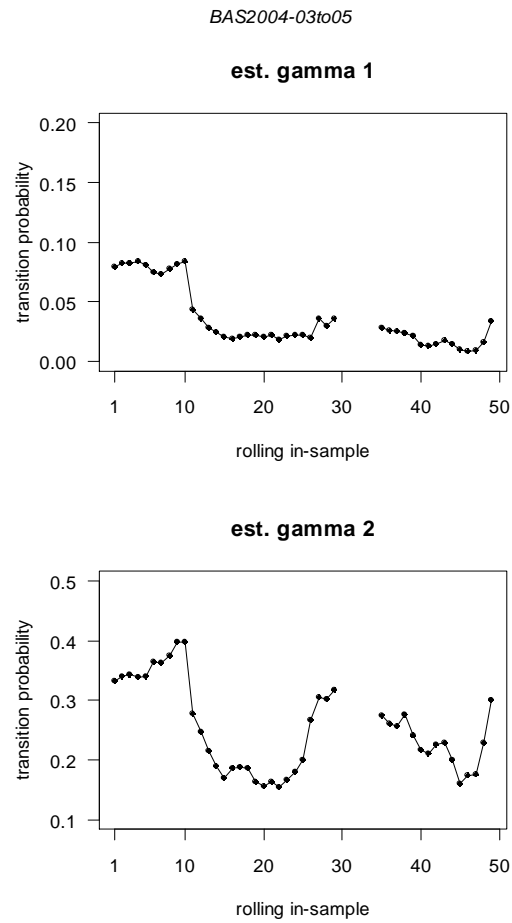 BAS2004-03to05
est. gamma 1
transition probability
0.20
0.15
0.10
0.05
0.00
1 10 20 30 40 50
rolling in-sample
est. gamma 2
transition probability
0.5
0.4
0.3
0.2
0.1
1 10 20 30 40 50
rolling in-sample